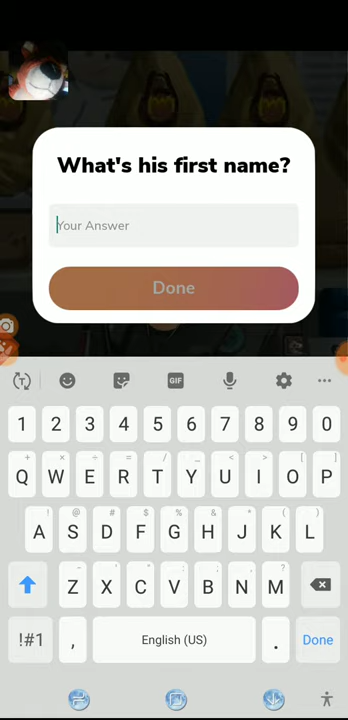 What's his first name?
Your Answer
Done
T GIF ...
1 2 3 4 5 6 7 8 9 0
+ × ÷ = / _ < > [ ]
Q W E R T Y U I O P
! @ # $ % & * ( )
A S D F G H J K L
- ' " : ; , ?
Z X C V B N M
!#1 , English (US) . Done